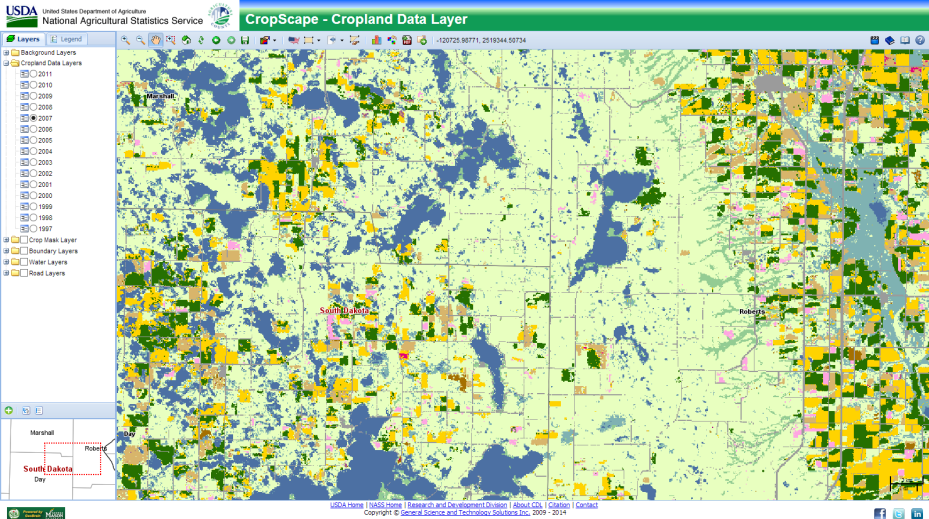 USDA
United States Department of Agriculture
National Agricultural Statistics Service
CropScape - Cropland Data Layer
Layers
Legend
-120725.98771, 2519344.50734
Background Layers
Cropland Data Layers
2011
2010
2009
2008
2007
2006
2005
2004
2003
2002
2001
2000
1999
1998
1997
Crop Mask Layer
Boundary Layers
Water Layers
Road Layers
Marshall
South Dakota
Roberts
Day
Marshall
Roberts
South Dakota
Day
USDA Home | NASS Home | Research and Development Division | About CDL | Citation | Contact
Copyright © General Science and Technology Solutions Inc. 2009 - 2014